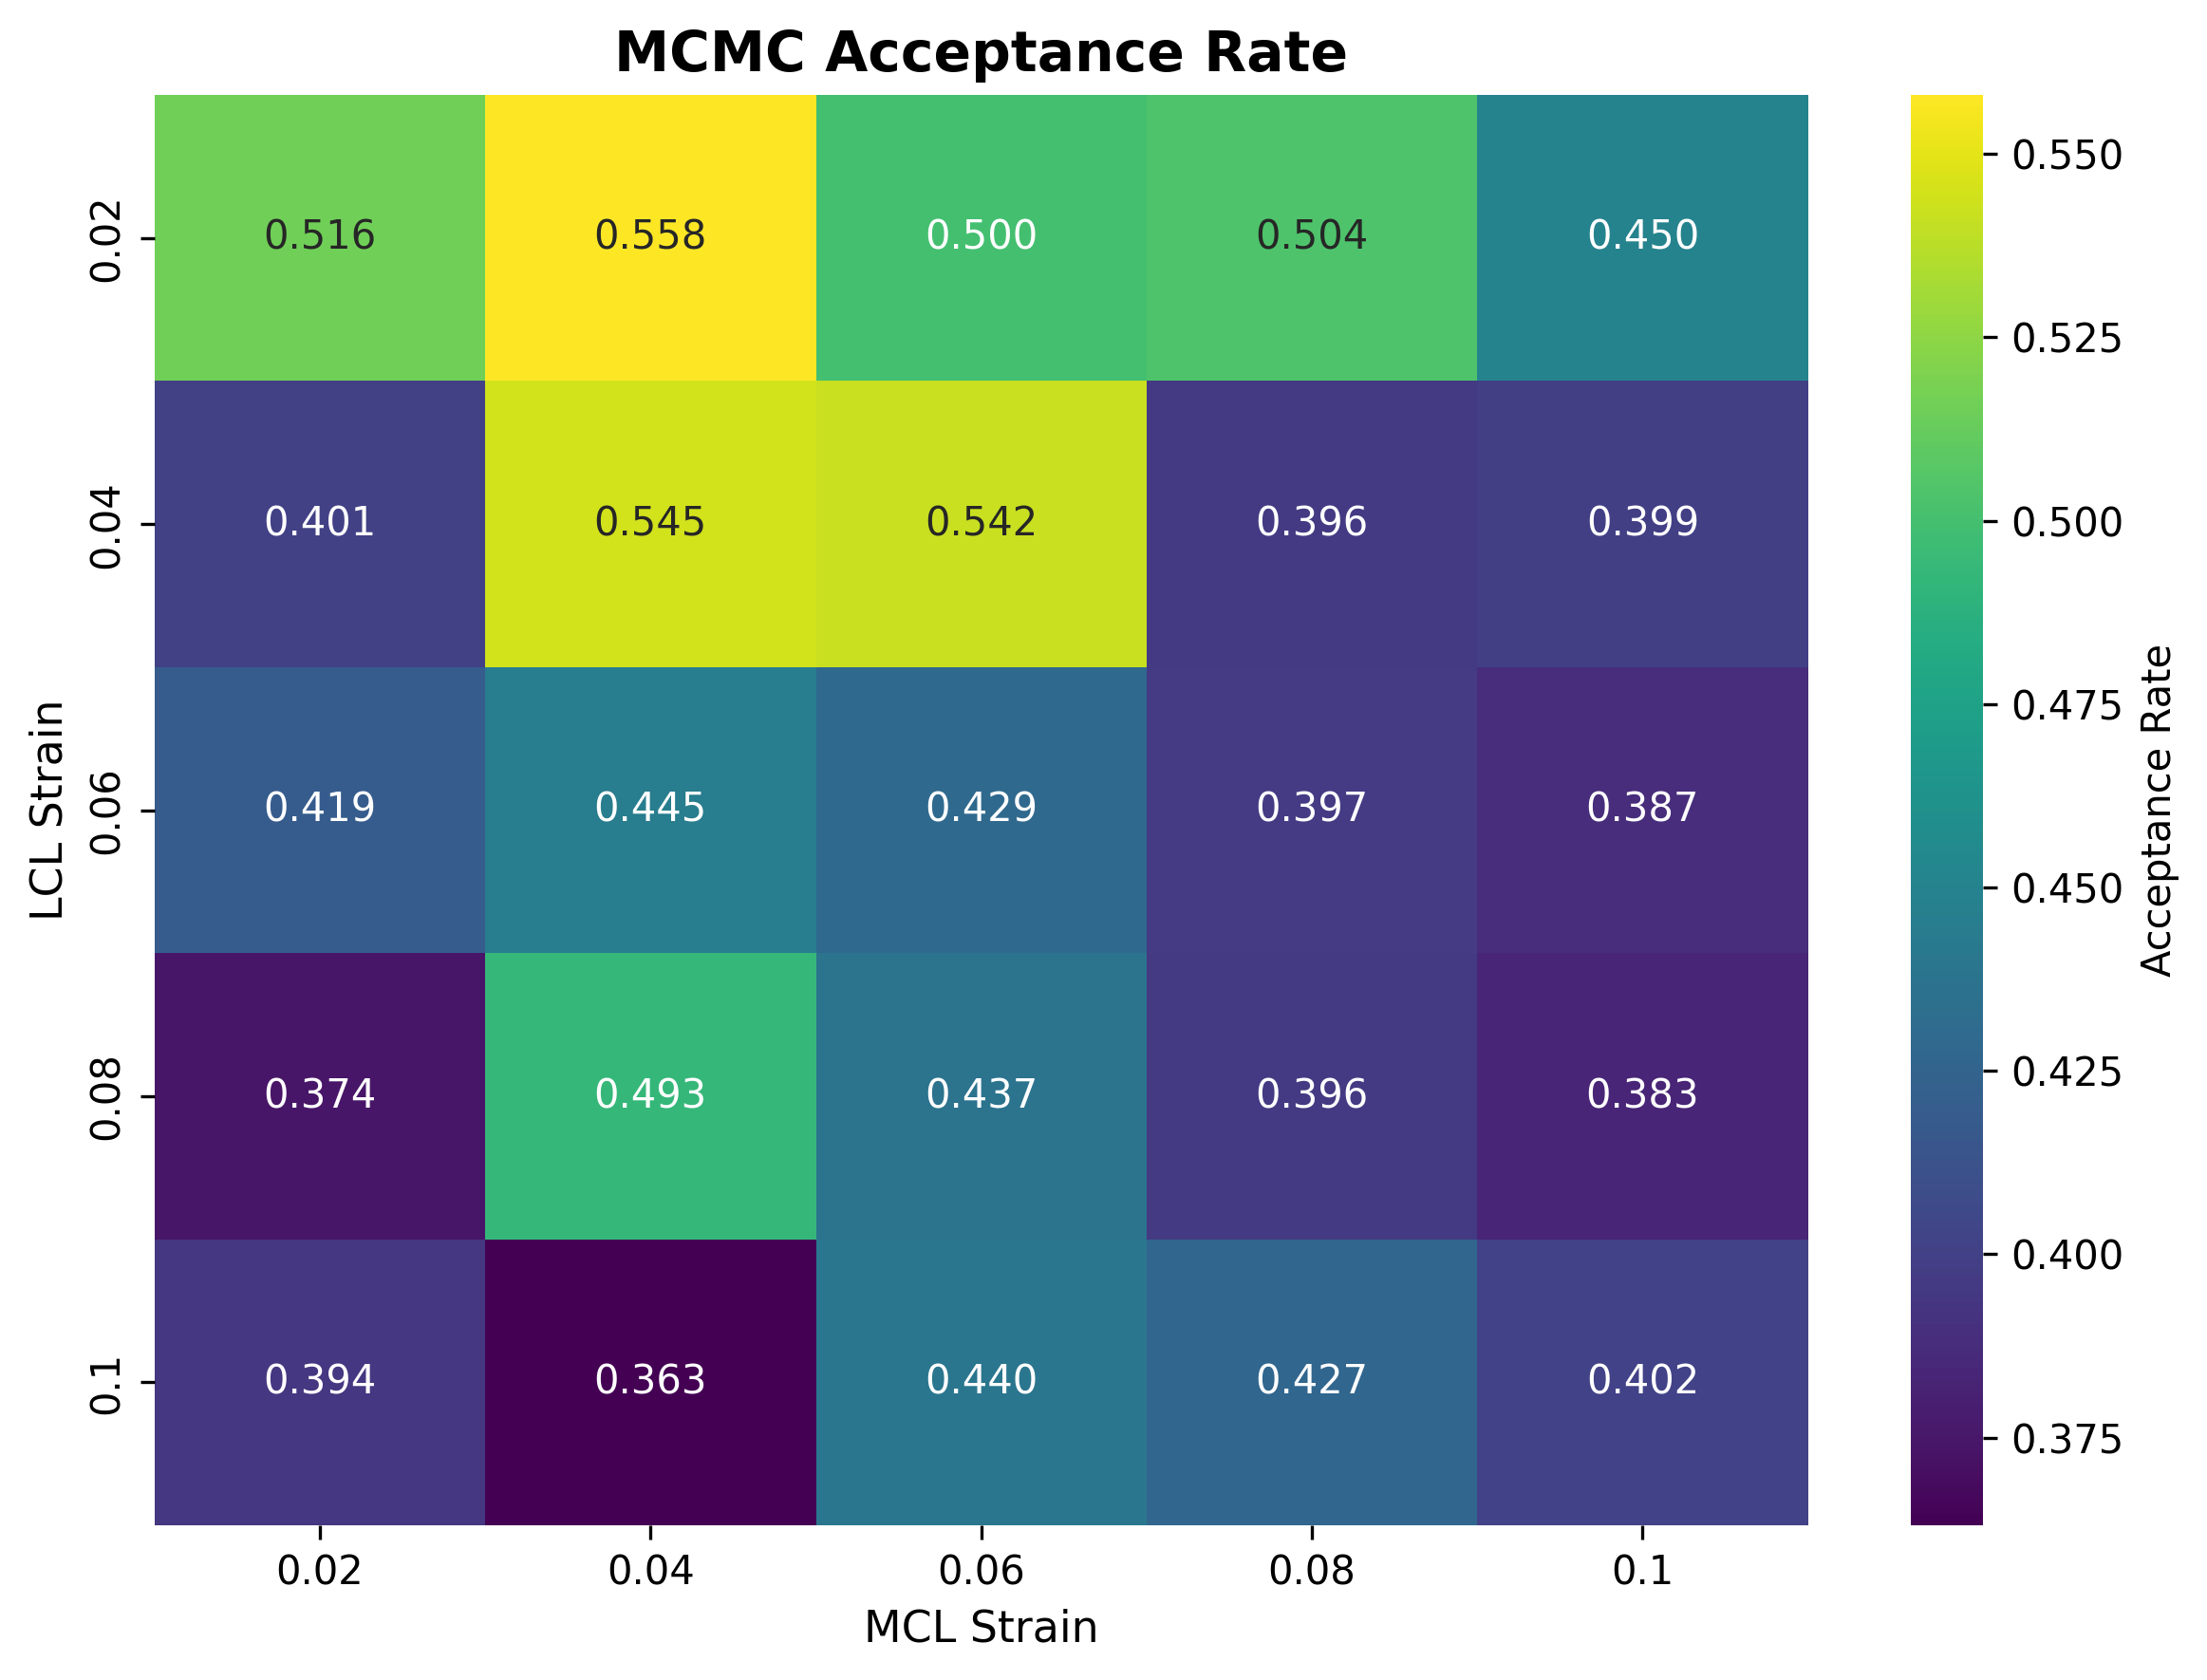 MCMC Acceptance Rate
LCL Strain
0.02
0.516 0.558 0.500 0.504 0.450
0.04
0.401 0.545 0.542 0.396 0.399
0.06
0.419 0.445 0.429 0.397 0.387
0.08
0.374 0.493 0.437 0.396 0.383
0.1
0.394 0.363 0.440 0.427 0.402
0.02 0.04 0.06 0.08 0.1
MCL Strain
0.550
0.525
0.500
0.475
0.450
0.425
0.400
0.375
Acceptance Rate